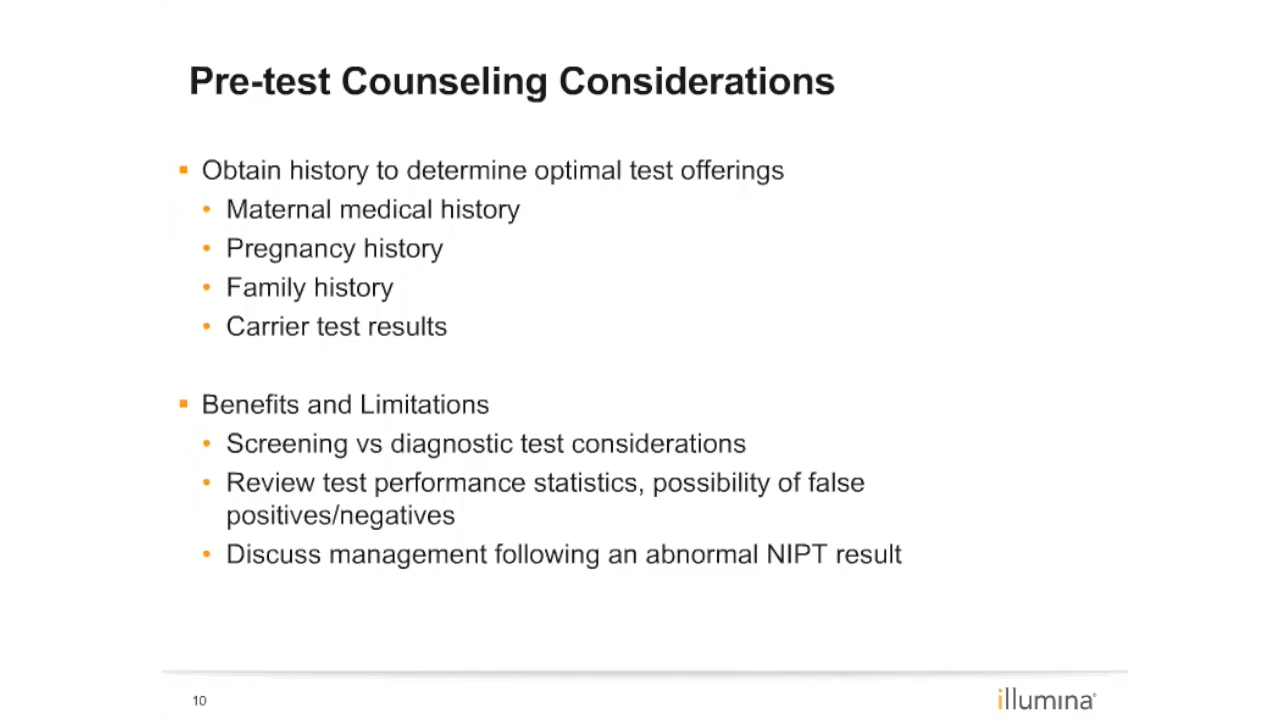 Pre-test Counseling Considerations
▪ Obtain history to determine optimal test offerings
• Maternal medical history
• Pregnancy history
• Family history
• Carrier test results
▪ Benefits and Limitations
• Screening vs diagnostic test considerations
• Review test performance statistics, possibility of false
positives/negatives
• Discuss management following an abnormal NIPT result
10
illumina®